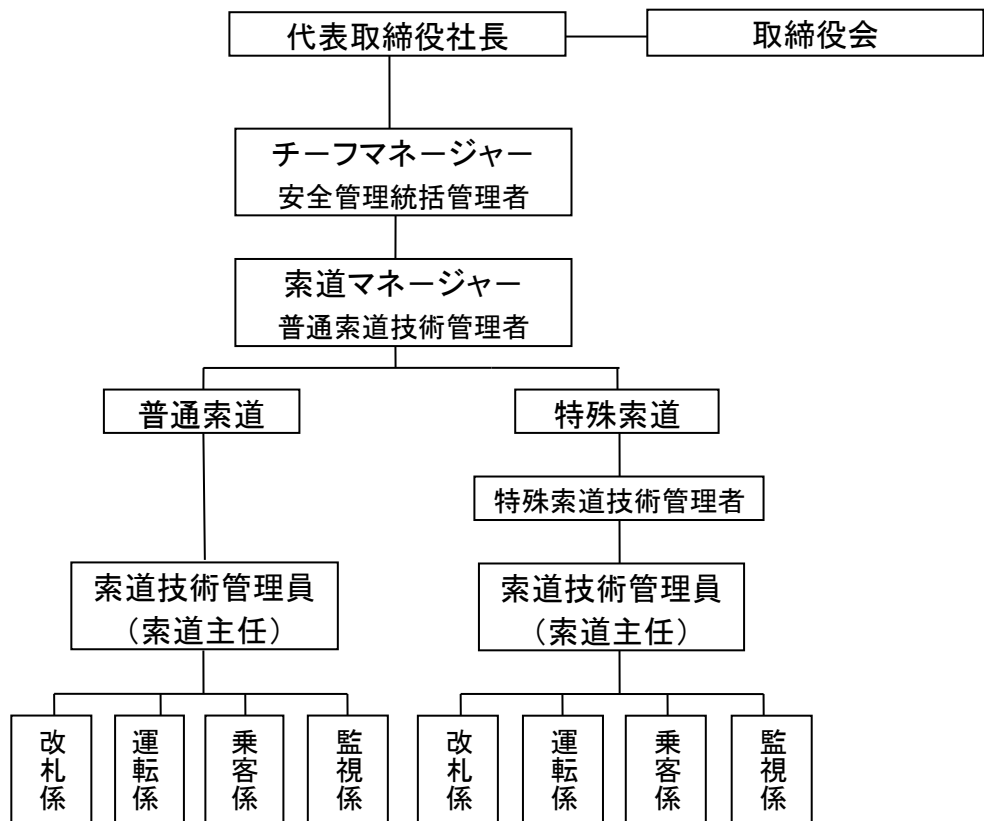 代表取締役社長
取締役会
チーフマネージャー
安全管理統括管理者
索道マネージャー
普通索道技術管理者
普通索道
特殊索道
特殊索道技術管理者
索道技術管理員
（索道主任）
索道技術管理員
（索道主任）
改札係
運転係
乗客係
監視係
改札係
運転係
乗客係
監視係